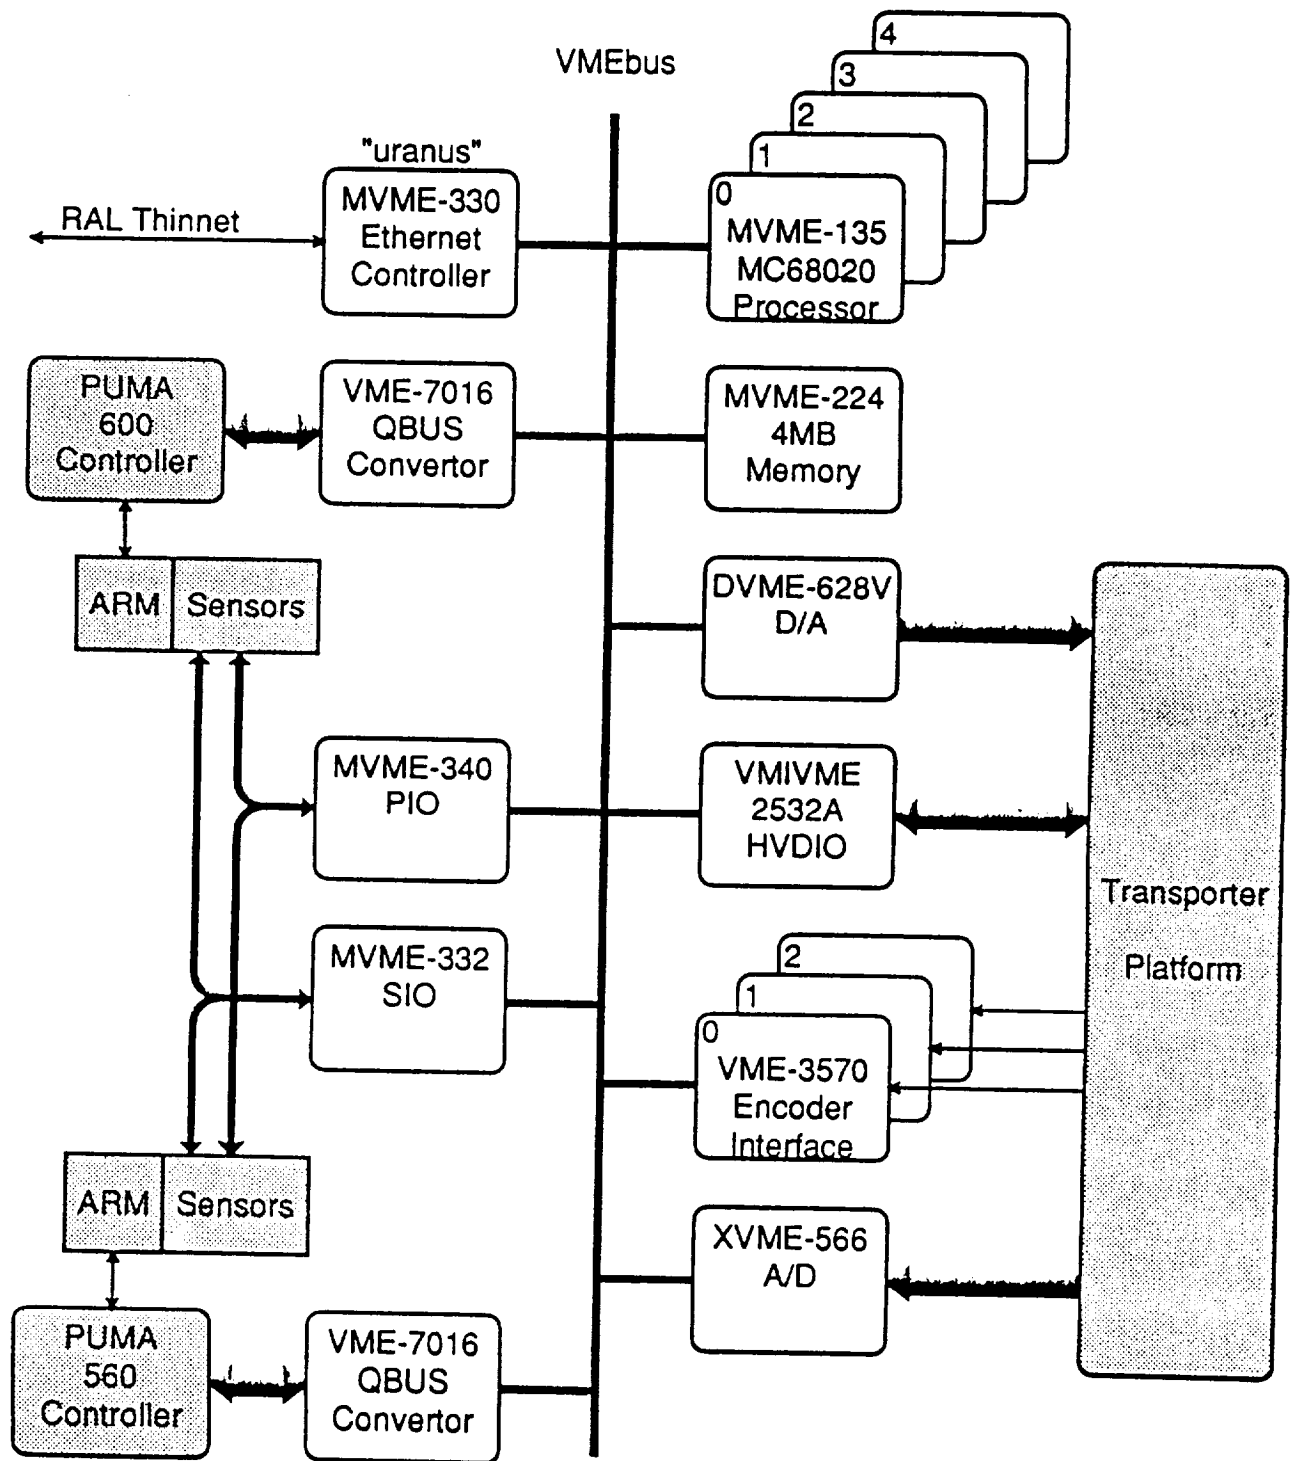 VMEbus
4
3
2
1
0
MVME-135
MC68020
Processor
"uranus"
MVME-330
Ethernet
Controller
RAL Thinnet
PUMA
600
Controller
VME-7016
QBUS
Convertor
MVME-224
4MB
Memory
ARM
Sensors
DVME-628V
D/A
MVME-340
PIO
VMIVME
2532A
HVDIO
Transporter
Platform
MVME-332
SIO
2
1
0
VME-3570
Encoder
Interface
ARM
Sensors
XVME-566
A/D
PUMA
560
Controller
VME-7016
QBUS
Convertor